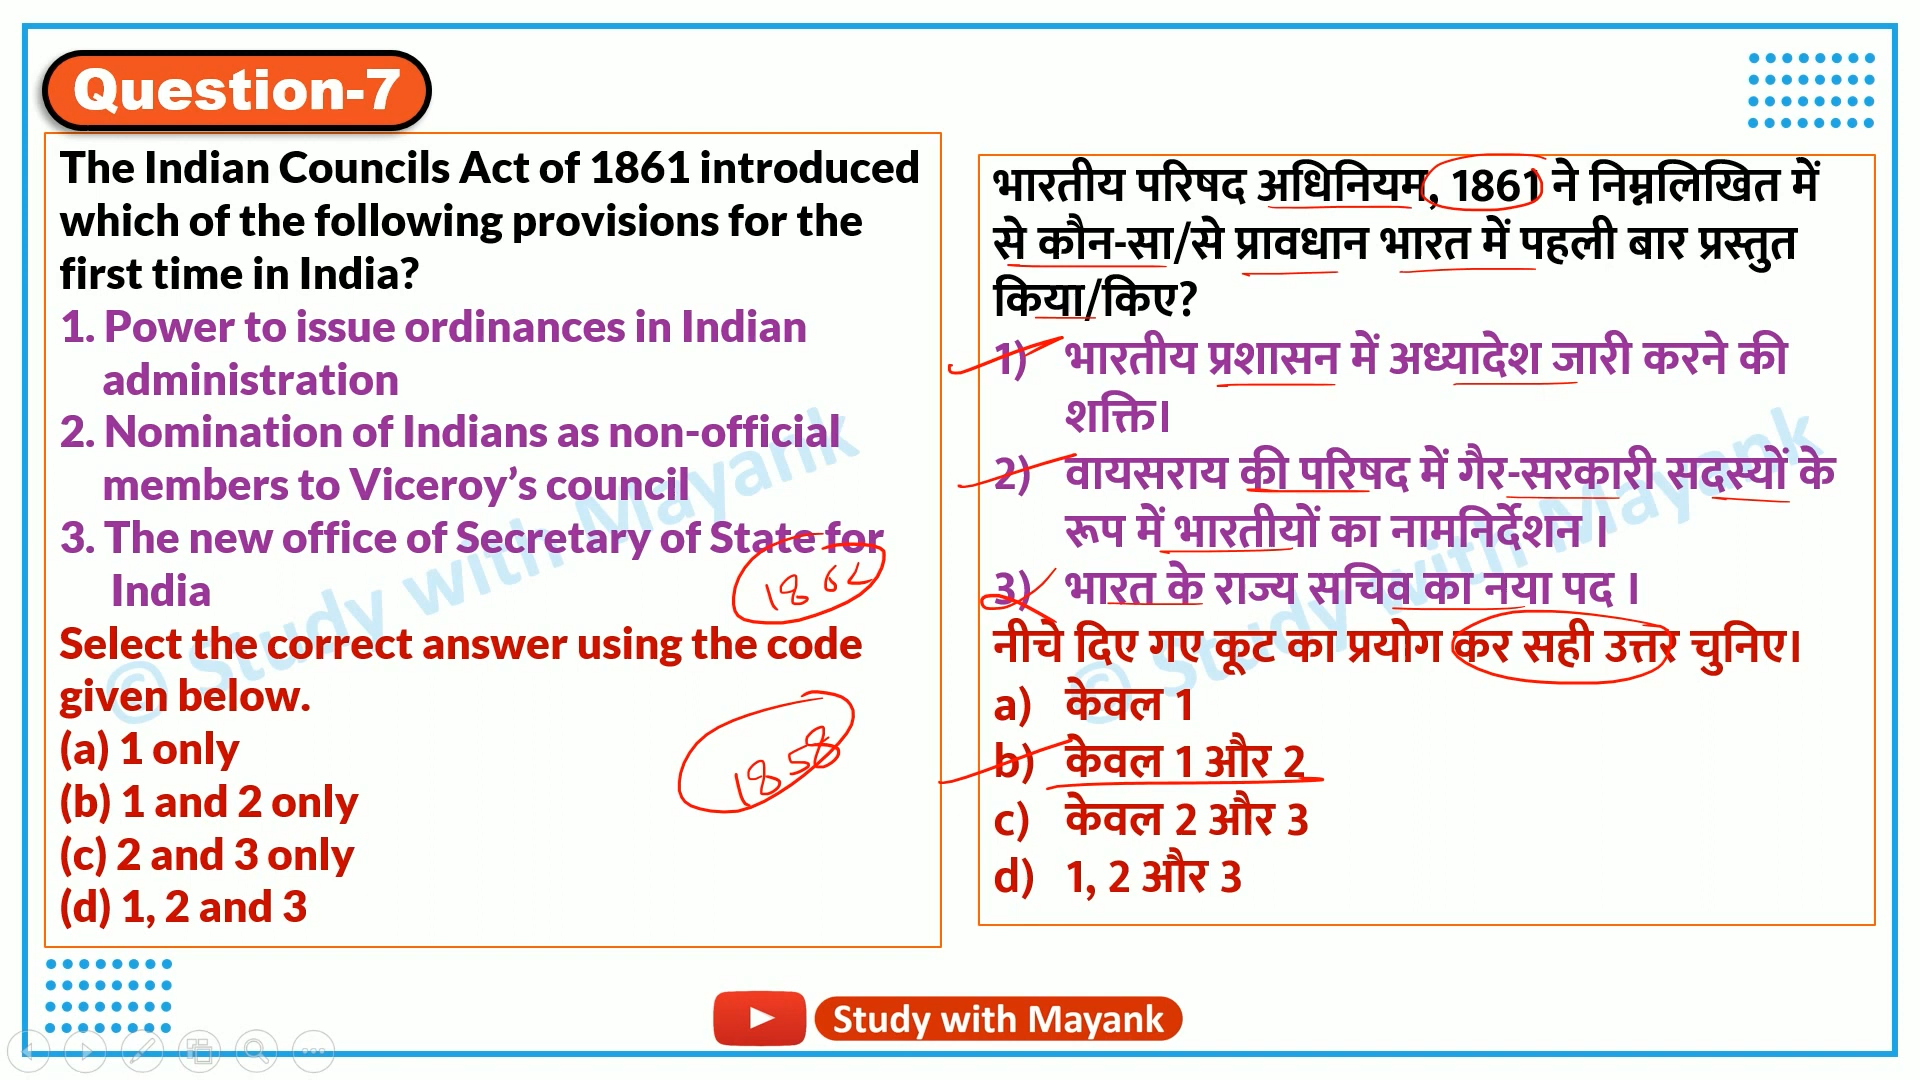 Question-7
The Indian Councils Act of 1861 introduced
which of the following provisions for the
first time in India?
1. Power to issue ordinances in Indian
administration
2. Nomination of Indians as non-official
members to Viceroy’s council
3. The new office of Secretary of State for
India
Select the correct answer using the code
given below.
(a) 1 only
(b) 1 and 2 only
(c) 2 and 3 only
(d) 1, 2 and 3
1862
1858
भारतीय परिषद अधिनियम, 1861 ने निम्नलिखित में
से कौन-सा/से प्रावधान भारत में पहली बार प्रस्तुत
किया/किए?
1) भारतीय प्रशासन में अध्यादेश जारी करने की
शक्ति।
2) वायसराय की परिषद में गैर-सरकारी सदस्यों के
रूप में भारतीयों का नामनिर्देशन ।
3) भारत के राज्य सचिव का नया पद ।
नीचे दिए गए कूट का प्रयोग कर सही उत्तर चुनिए।
a) केवल 1
b) केवल 1 और 2
c) केवल 2 और 3
d) 1, 2 और 3
© Study with Mayank
© Study with Mayank
Study with Mayank